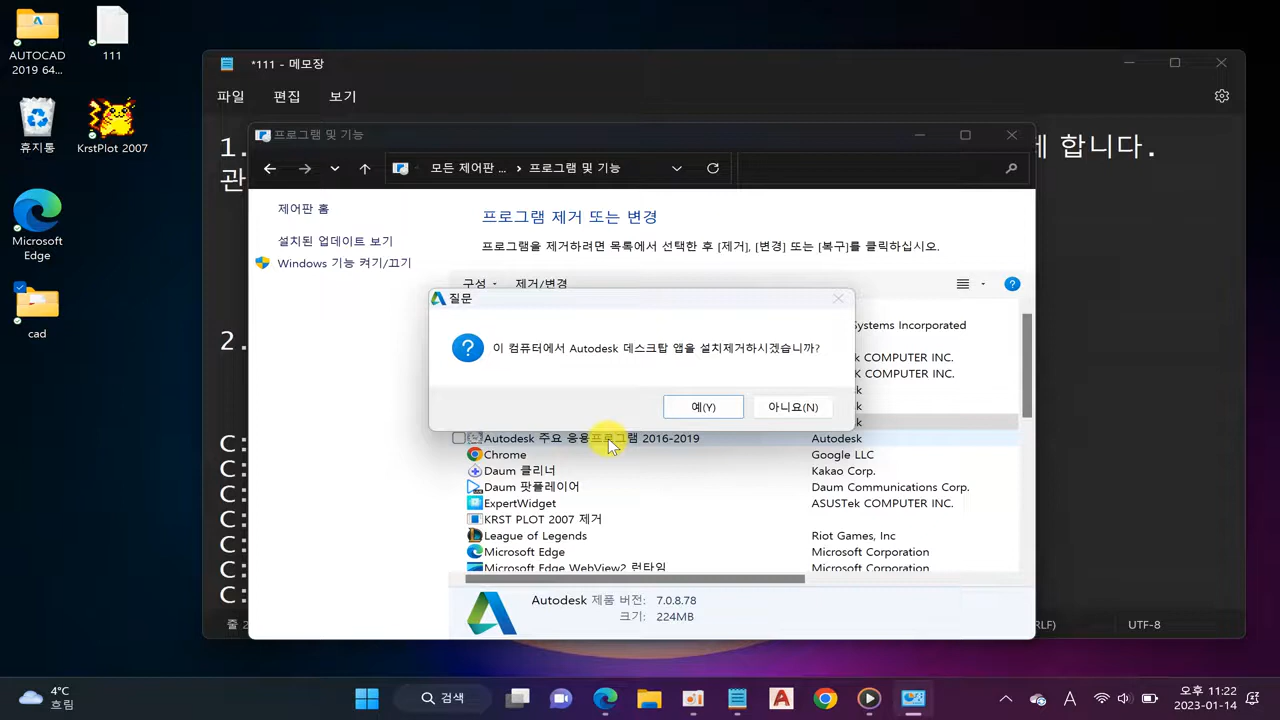 AUTOCAD
2019 64...
111
휴지통
KrstPlot 2007
Microsoft
Edge
cad
*111 - 메모장
파일
편집
보기
1.
게 합니다.
관
2.
C:
C:
C:
C:
C:
C:
C:
프로그램 및 기능
모든 제어판 ... › 프로그램 및 기능
제어판 홈
설치된 업데이트 보기
Windows 기능 켜기/끄기
프로그램 제거 또는 변경
프로그램을 제거하려면 목록에서 선택한 후 [제거], [변경] 또는 [복구]를 클릭하십시오.
구성
제거/변경
Systems Incorporated
COMPUTER INC.
COMPUTER INC.
질문
이 컴퓨터에서 Autodesk 데스크탑 앱을 설치제거하시겠습니까?
예(Y)
아니요(N)
Autodesk 주요 응용프로그램 2016-2019 Autodesk
Chrome Google LLC
Daum 클리너 Kakao Corp.
Daum 팟플레이어 Daum Communications Corp.
ExpertWidget ASUSTek COMPUTER INC.
KRST PLOT 2007 제거
League of Legends Riot Games, Inc
Microsoft Edge Microsoft Corporation
Microsoft Edge WebView2 런타임 Microsoft Corporation
Autodesk 제품 버전: 7.0.8.78
크기: 224MB
줄
RLF)
UTF-8
4°C
흐림
검색
A
오후 11:22
2023-01-14